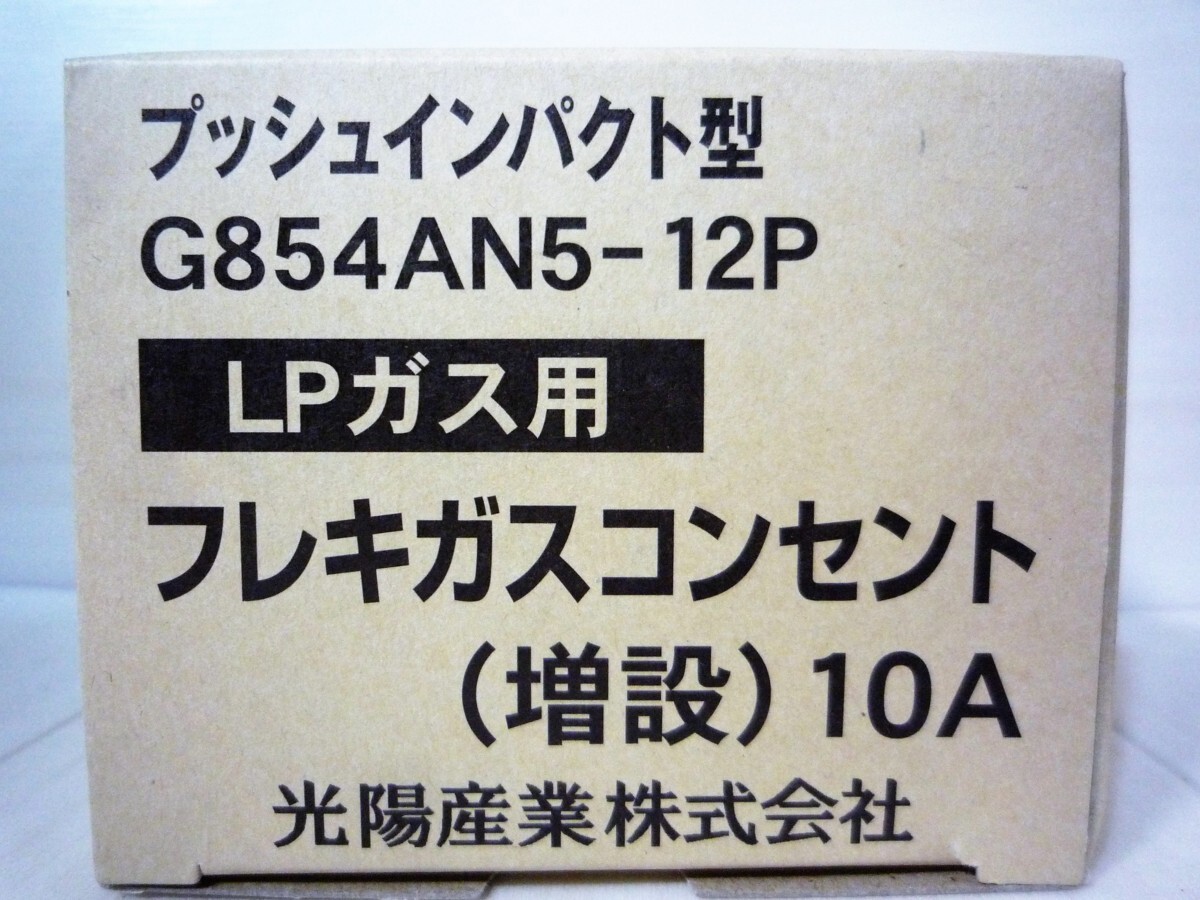 プッシュインパクト型
G854AN5-12P
LPガス用
フレキガスコンセント
(増設) 10A
光陽産業株式会社